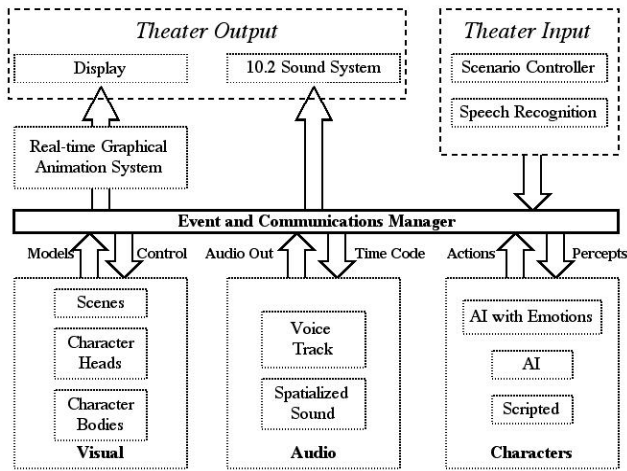 Theater Output
Display
10.2 Sound System
Real-time Graphical
Animation System
Theater Input
Scenario Controller
Speech Recognition
Event and Communications Manager
Models
Control
Audio Out
Time Code
Actions
Percepts
Scenes
Character
Heads
Character
Bodies
Visual
Voice
Track
Spatialized
Sound
Audio
AI with Emotions
AI
Scripted
Characters